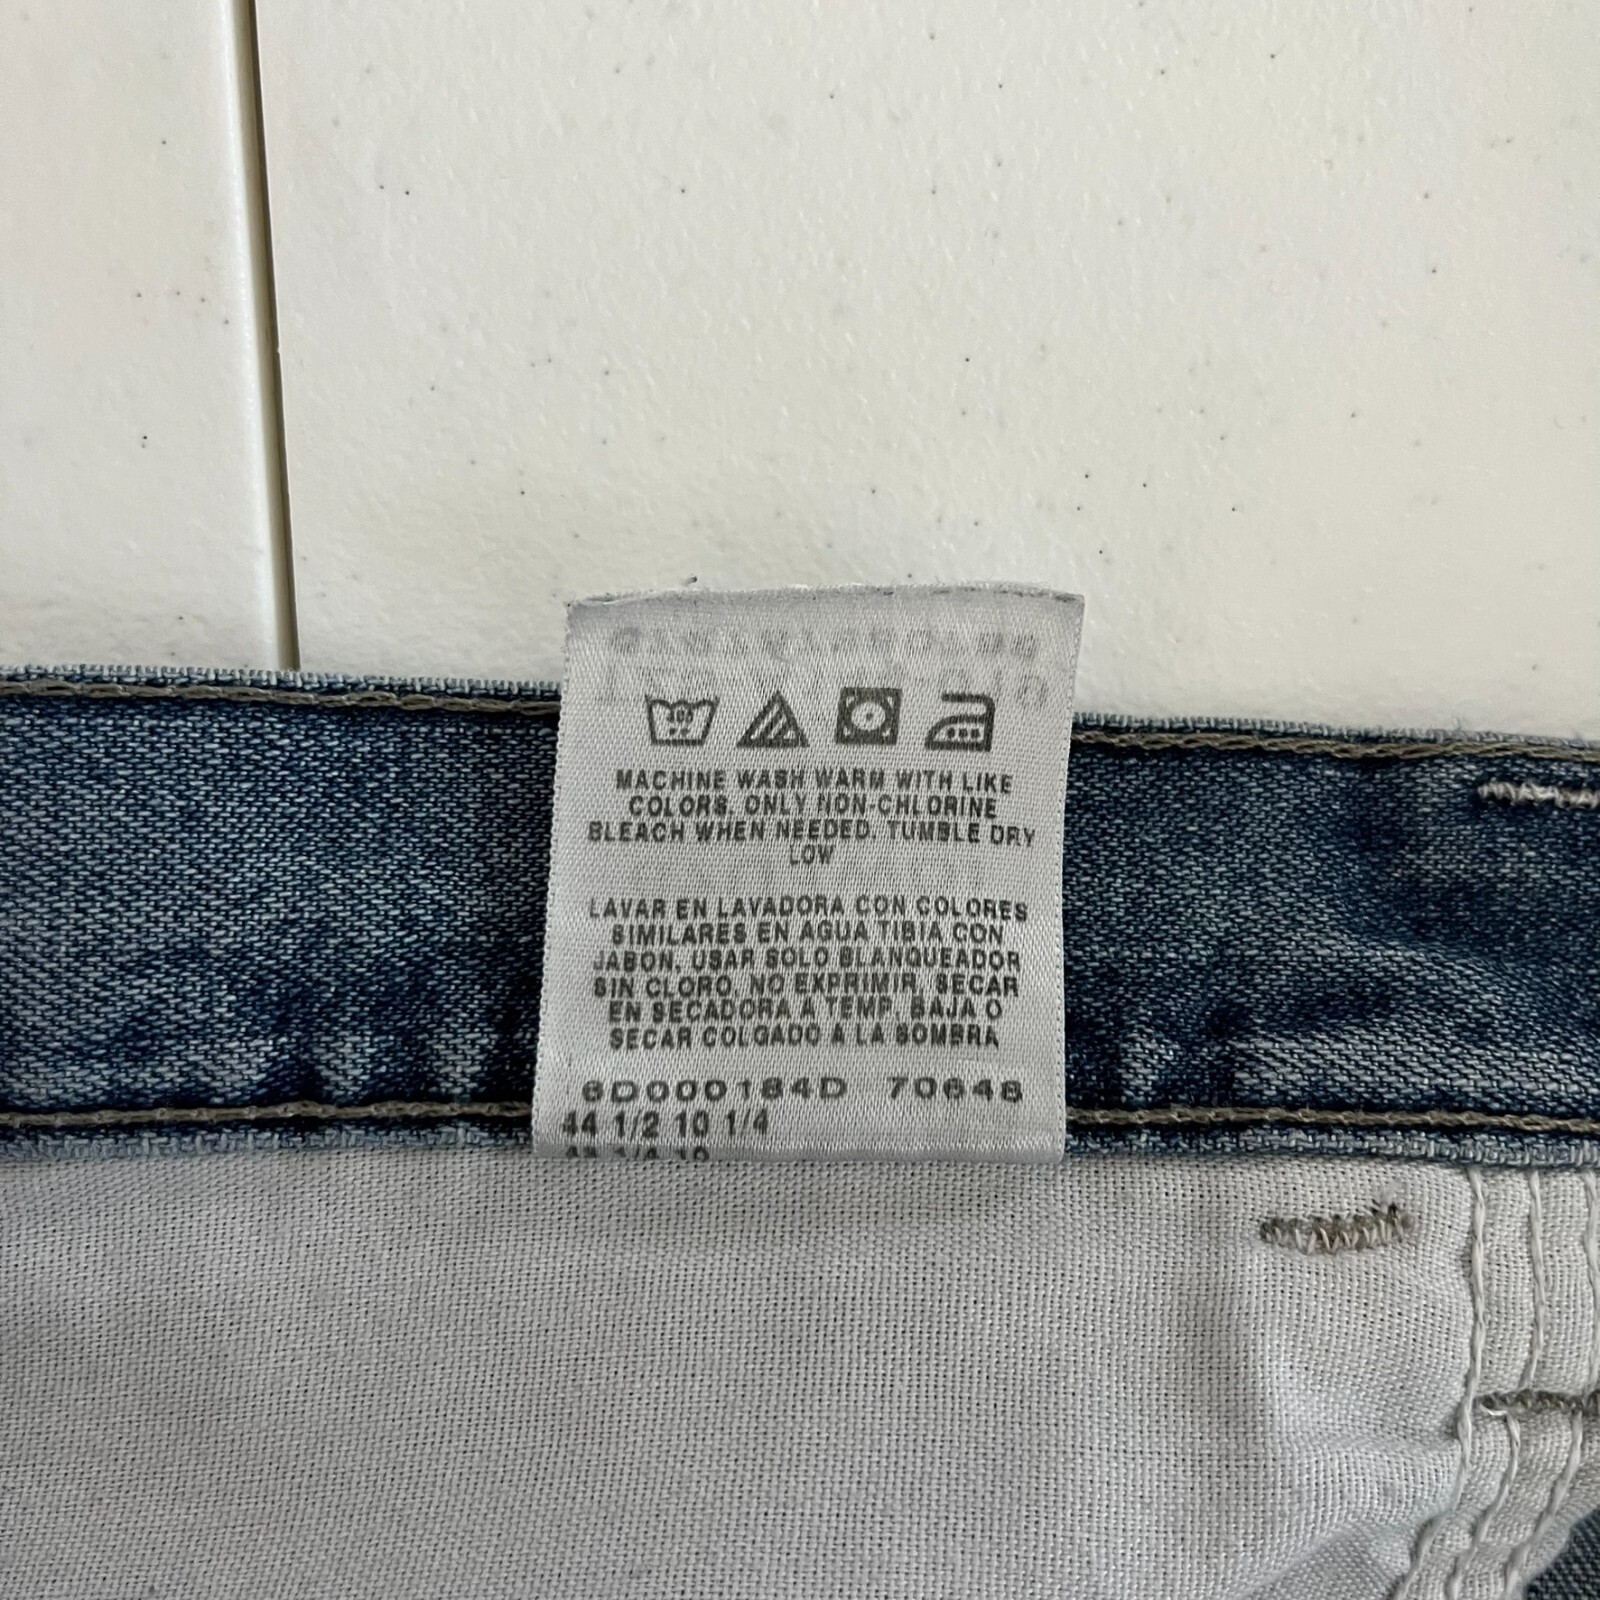 MACHINE WASH WARM WITH LIKE
COLORS. ONLY NON-CHLORINE
BLEACH WHEN NEEDED. TUMBLE DRY
LOW
LAVAR EN LAVADORA CON COLORES
SIMILARES EN AGUA TIBIA CON
JABON, USAR SOLO BLANQUEADOR
SIN CLORO, NO EXPRIMIR, SECAR
EN SECADORA A TEMP. BAJA O
SECAR COLGADO A LA SOMBRA
6D000184D 70648
44 1/2 10 1/4